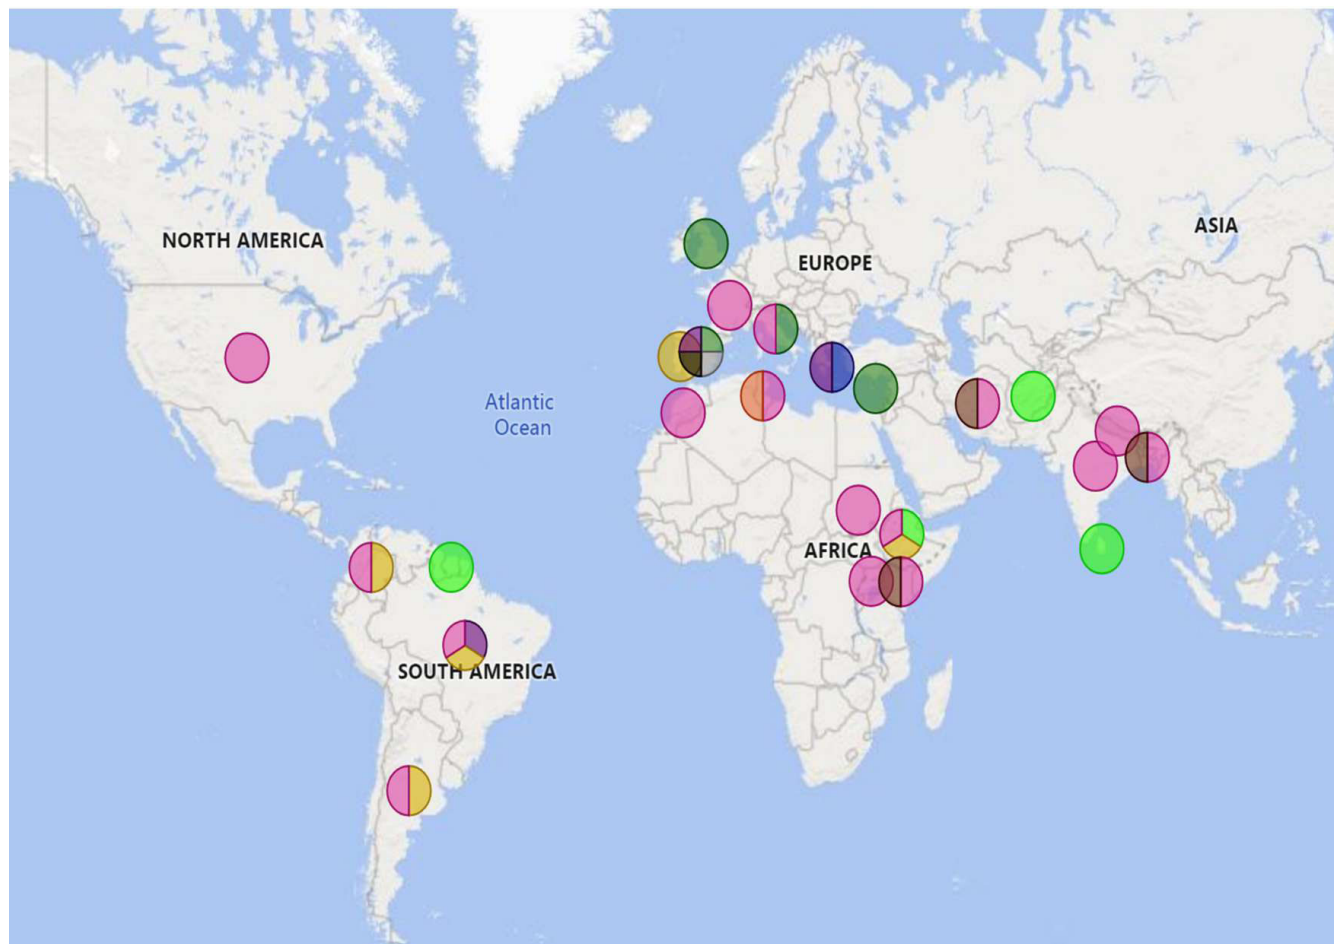 ASIA
NORTH AMERICA
EUROPE
Atlantic
Ocean
AFRICA
SOUTH AMERICA